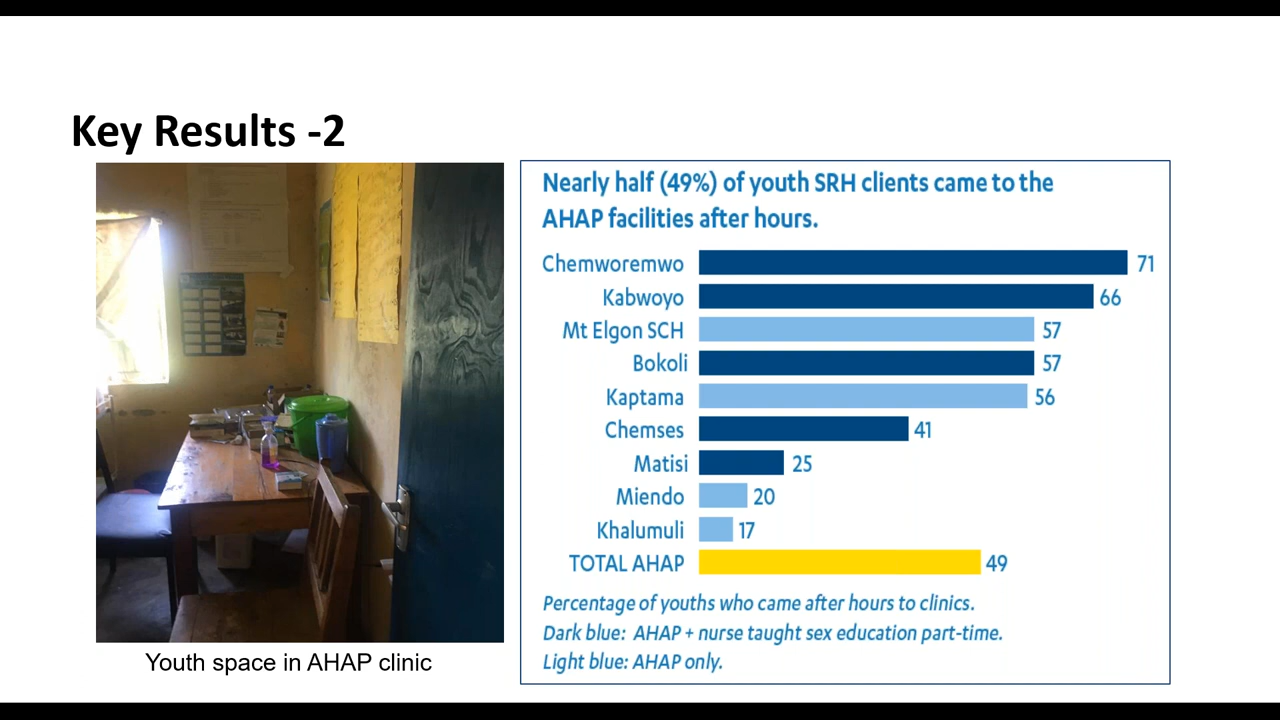 Key Results -2
Nearly half (49%) of youth SRH clients came to the
AHAP facilities after hours.
Chemworemwo 71
Kabwoyo 66
Mt Elgon SCH 57
Bokoli 57
Kaptama 56
Chemses 41
Matisi 25
Miendo 20
Khalumuli 17
TOTAL AHAP 49
Percentage of youths who came after hours to clinics.
Dark blue: AHAP + nurse taught sex education part-time.
Light blue: AHAP only.
Youth space in AHAP clinic